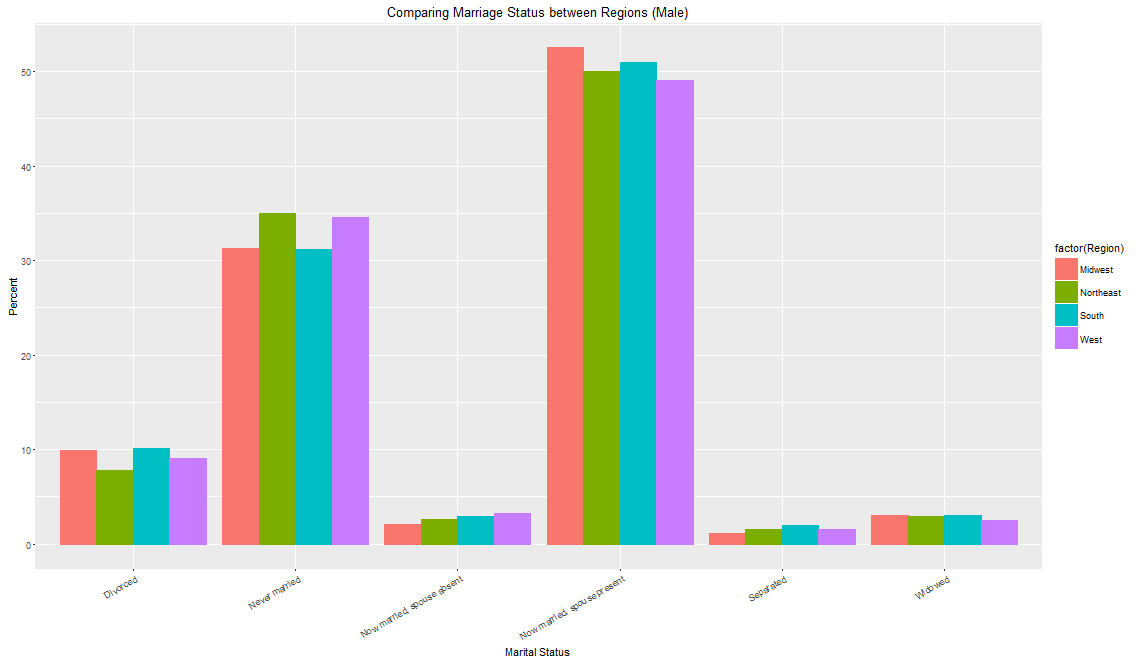 Comparing Marriage Status between Regions (Male)
Percent
50
40
30
20
10
0
Divorced
Never married
Now married, spouse absent
Now married, spouse present
Separated
Widowed
Marital Status
factor(Region)
Midwest
Northeast
South
West